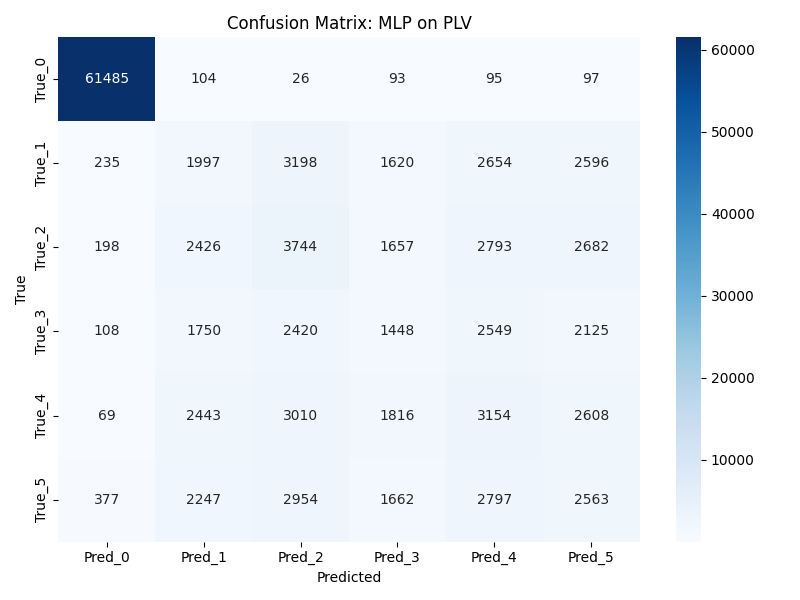 Confusion Matrix: MLP on PLV
True
True_0 61485 104 26 93 95 97
True_1 235 1997 3198 1620 2654 2596
True_2 198 2426 3744 1657 2793 2682
True_3 108 1750 2420 1448 2549 2125
True_4 69 2443 3010 1816 3154 2608
True_5 377 2247 2954 1662 2797 2563
Pred_0 Pred_1 Pred_2 Pred_3 Pred_4 Pred_5
Predicted
60000
50000
40000
30000
20000
10000